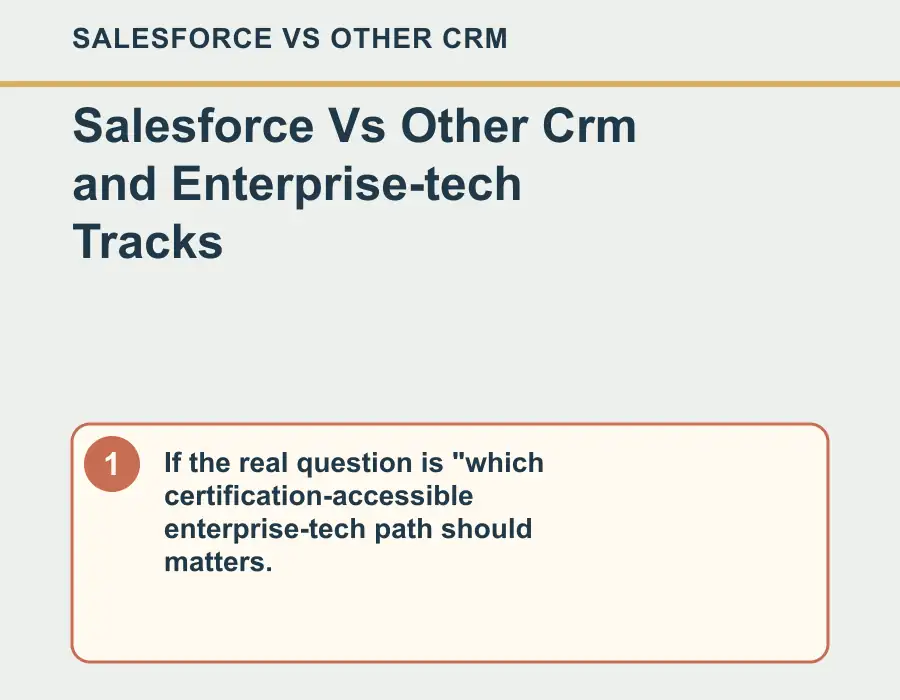 SALESFORCE VS OTHER CRM
Salesforce Vs Other Crm
and Enterprise-tech
Tracks
1
If the real question is "which
certification-accessible
enterprise-tech path should
matters.